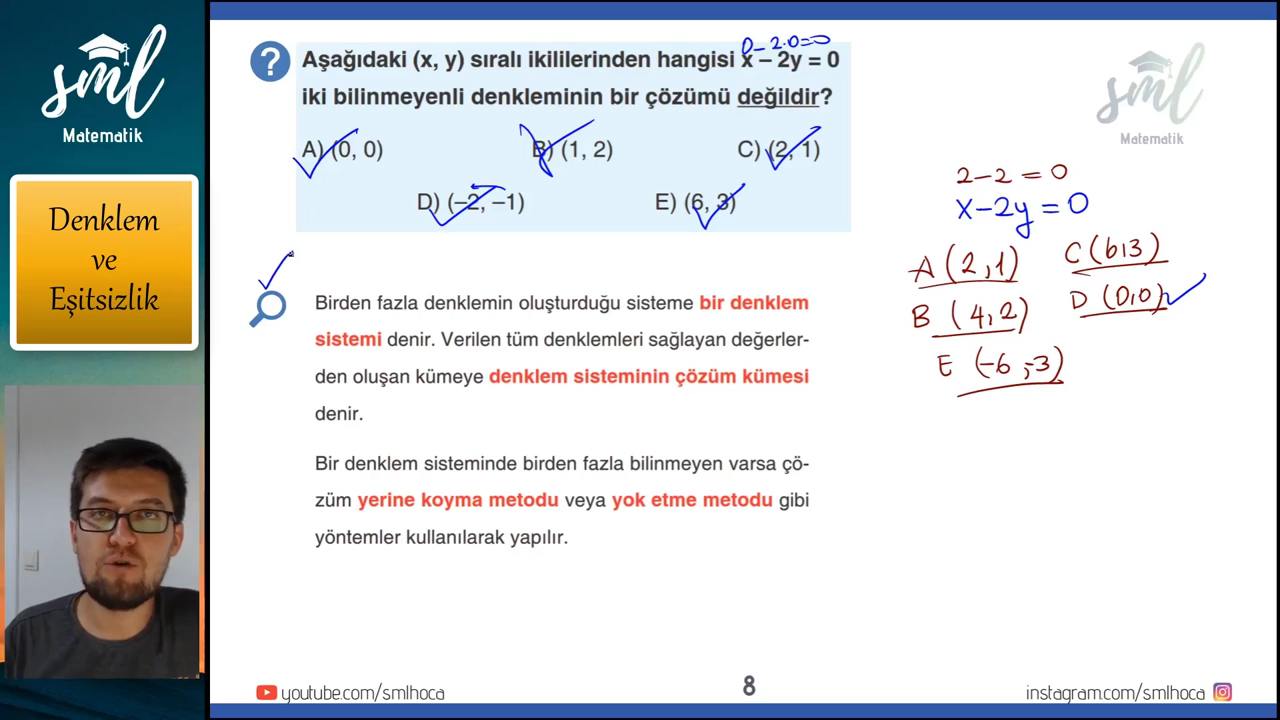 sml
Matematik
Denklem
ve
Eşitsizlik
?
0-2.0=0
Aşağıdaki (x, y) sıralı ikililerinden hangisi x – 2y = 0
iki bilinmeyenli denkleminin bir çözümü değildir?
A) (0, 0) B) (1, 2) C) (2, 1)
D) (–2, –1) E) (6, 3)
Birden fazla denklemin oluşturduğu sisteme bir denklem
sistemi denir. Verilen tüm denklemleri sağlayan değerler-
den oluşan kümeye denklem sisteminin çözüm kümesi
denir.
Bir denklem sisteminde birden fazla bilinmeyen varsa çö-
züm yerine koyma metodu veya yok etme metodu gibi
yöntemler kullanılarak yapılır.
sml
Matematik
2-2=0
x-2y=0
A (2,1) C (6,3)
B (4,2) D (0,0)
E (-6,-3)
youtube.com/smlhoca
8
instagram.com/smlhoca